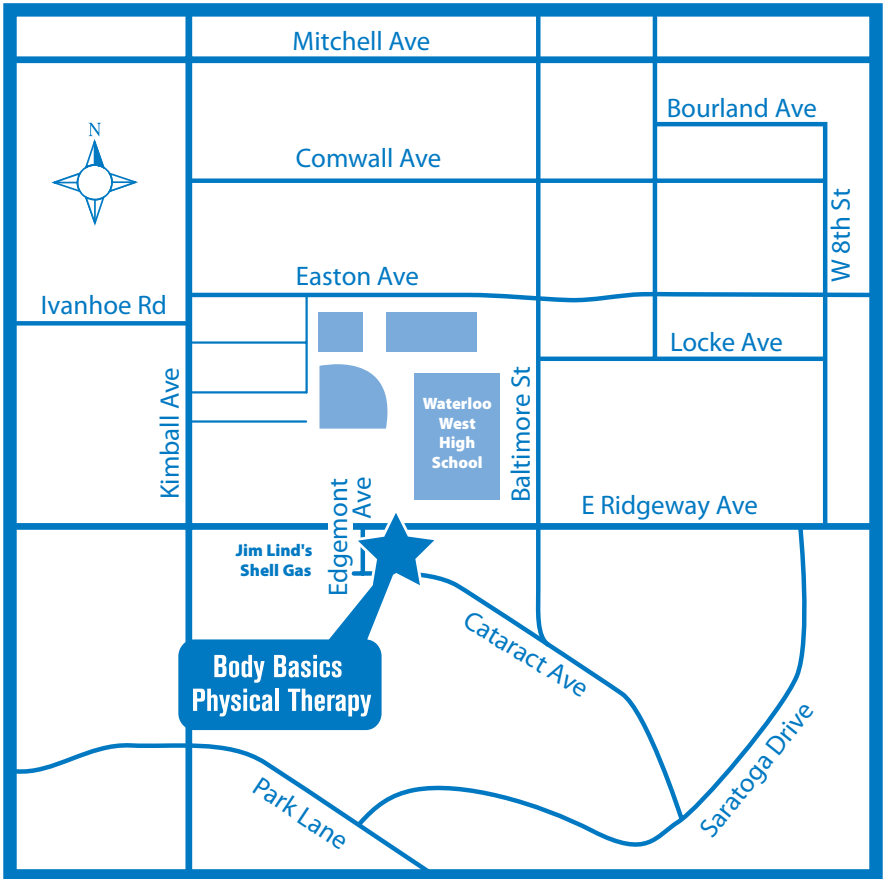 Mitchell Ave
Bourland Ave
N
Comwall Ave
W 8th St
Easton Ave
Ivanhoe Rd
Locke Ave
Kimball Ave
Waterloo
West
High
School
Baltimore St
Edgemont
Ave
E Ridgeway Ave
Jim Lind's
Shell Gas
Cataract Ave
Body Basics
Physical Therapy
Saratoga Drive
Park Lane